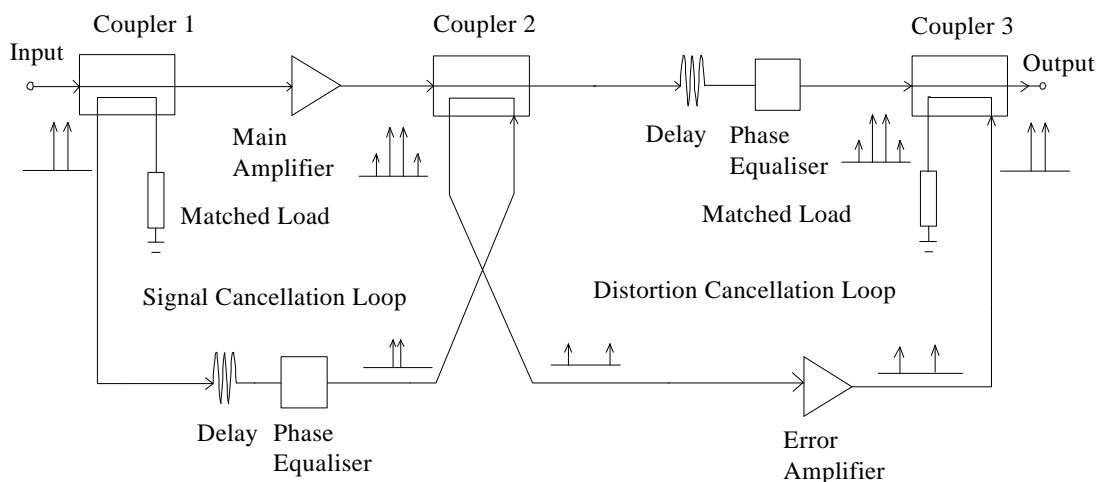 Coupler 1
Coupler 2
Coupler 3
Input
Output
Main
Amplifier
Delay
Phase
Equaliser
Matched Load
Matched Load
Signal Cancellation Loop
Distortion Cancellation Loop
Delay
Phase
Equaliser
Error
Amplifier